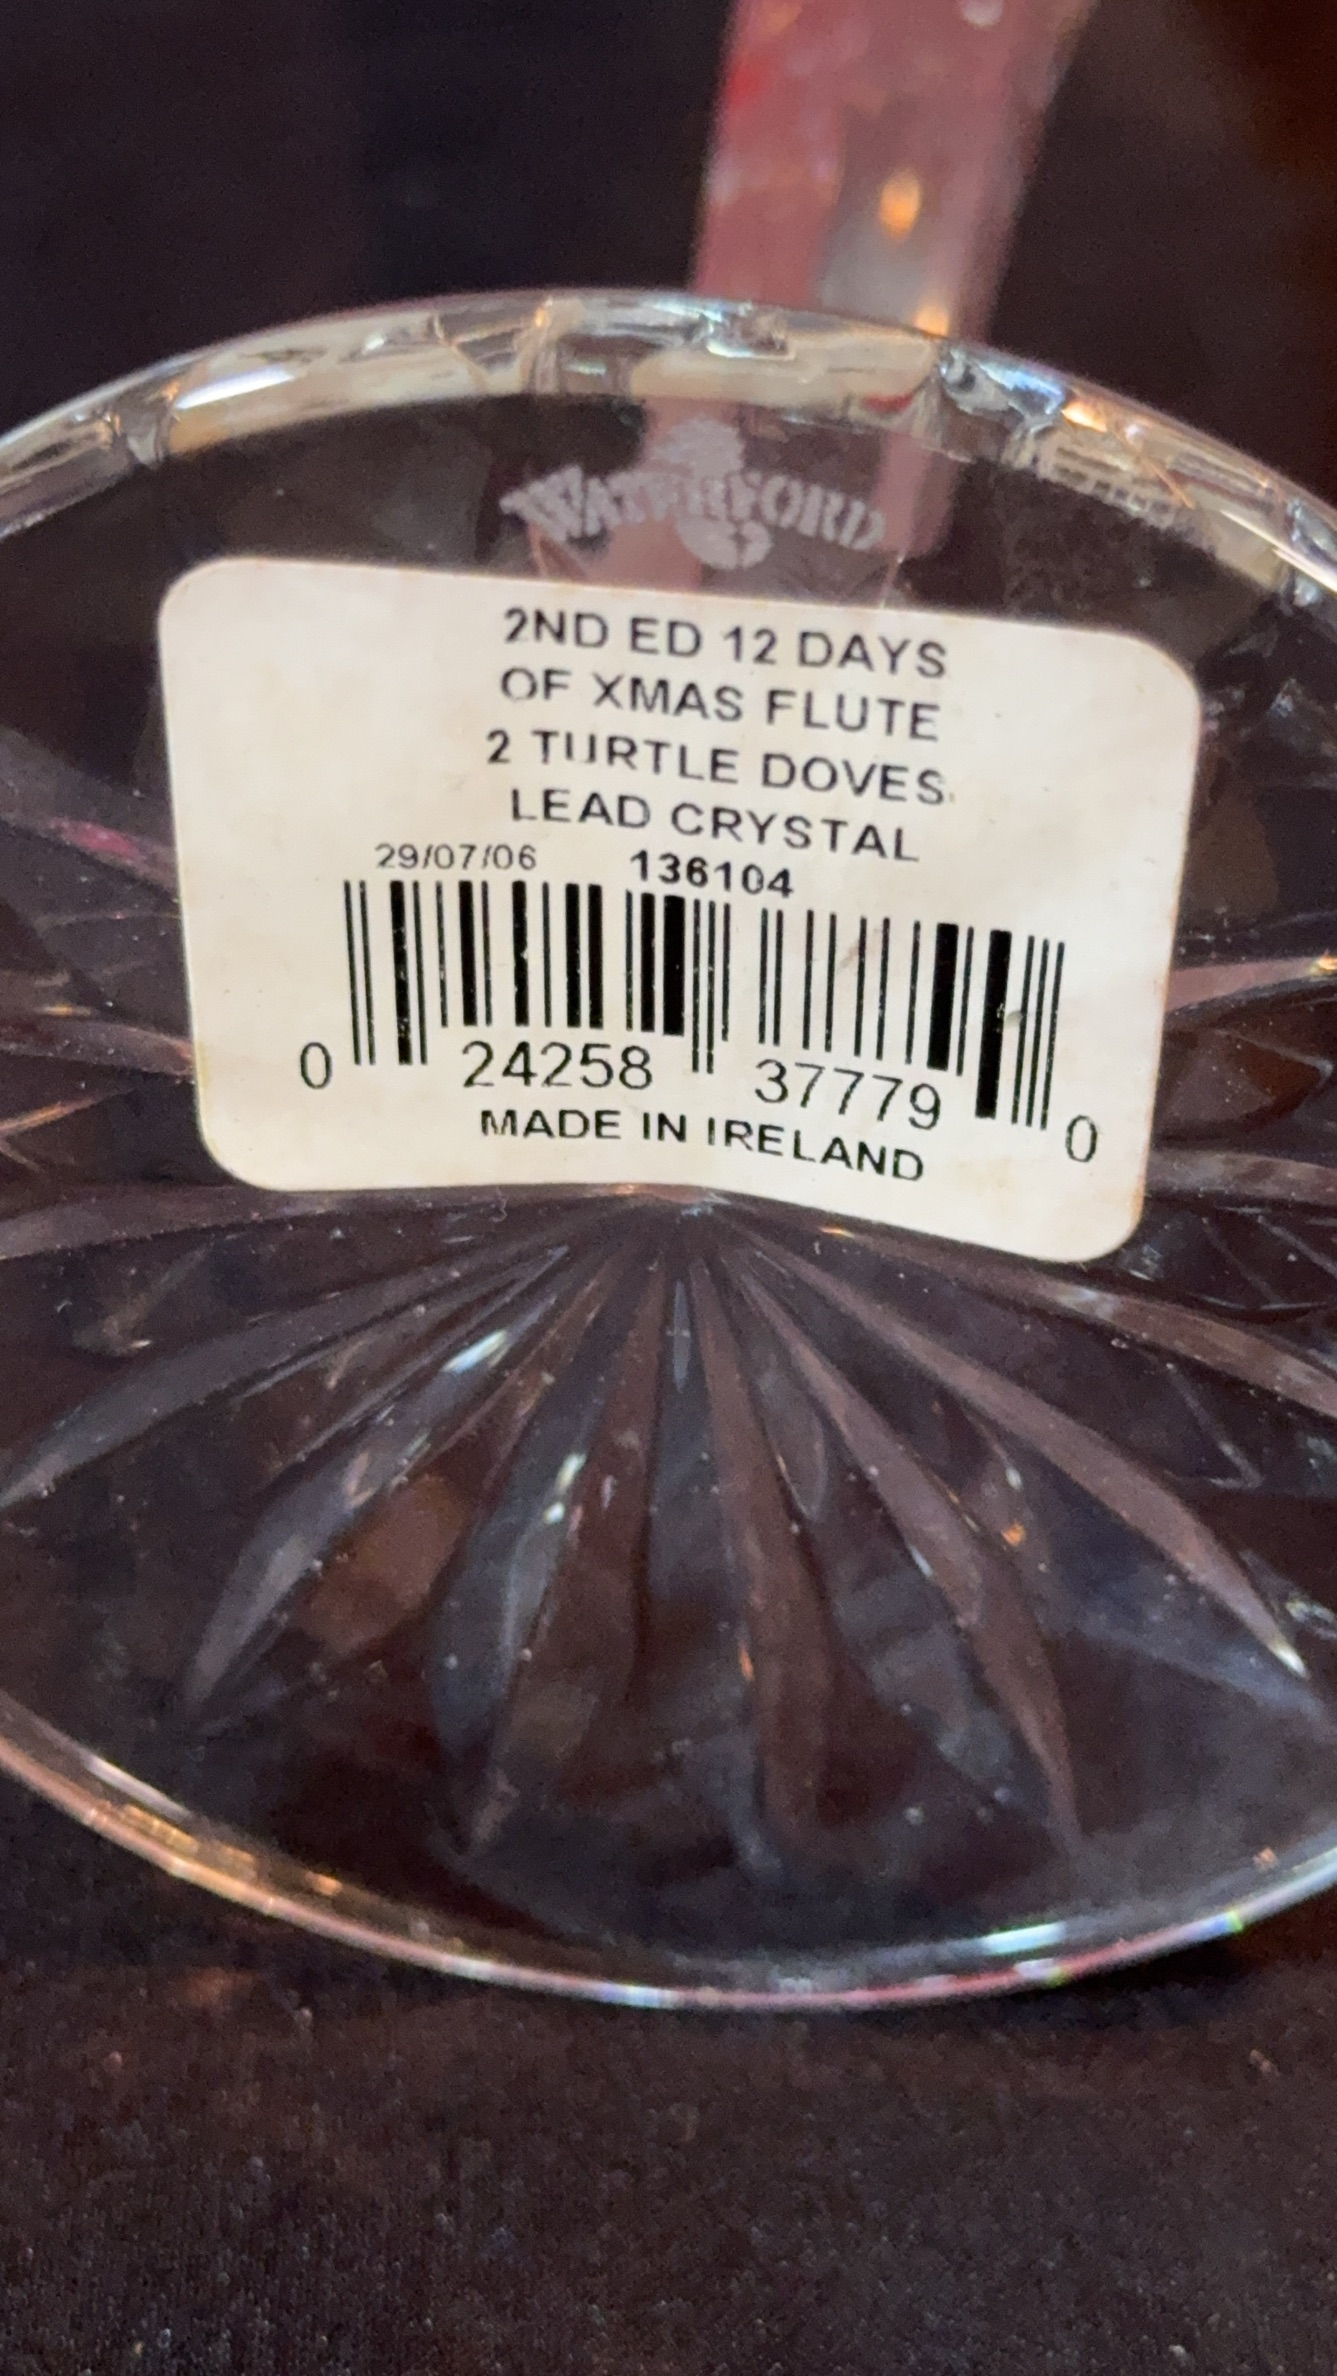 WATERFORD
2ND ED 12 DAYS
OF XMAS FLUTE
2 TURTLE DOVES
LEAD CRYSTAL
29/07/06 136104
0 24258 37779 0
MADE IN IRELAND